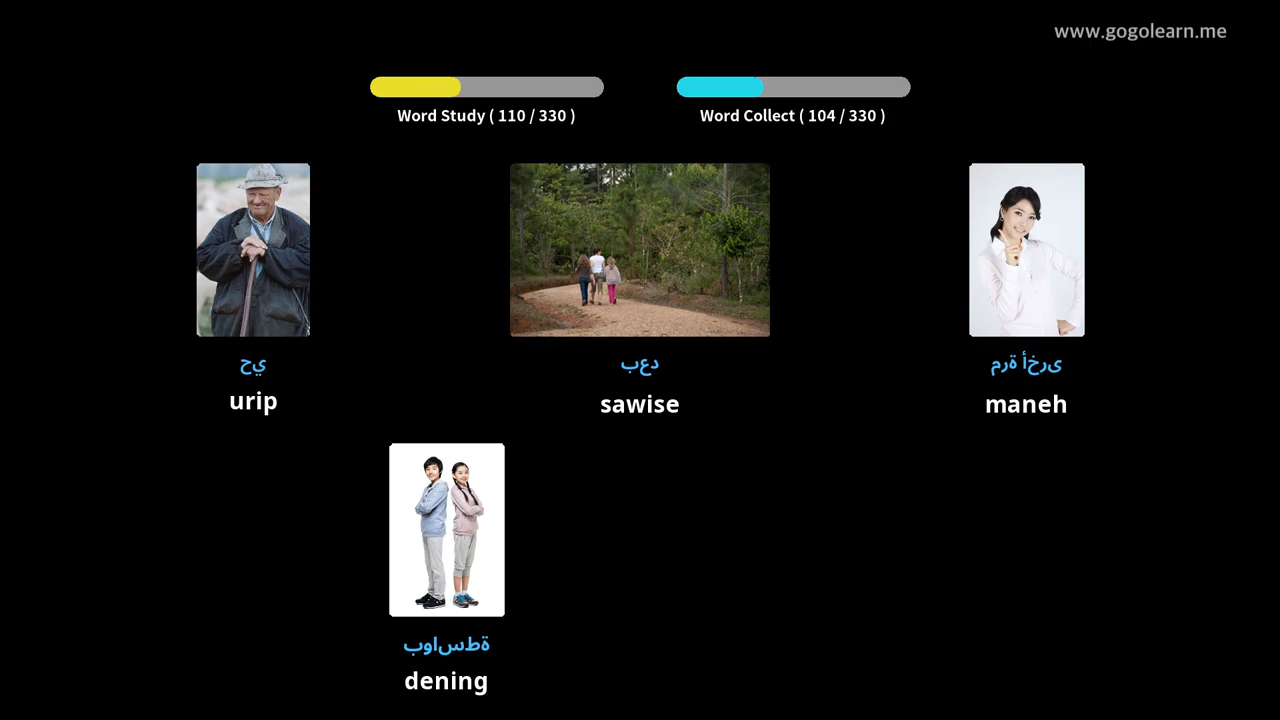 www.gogolearn.me
Word Study ( 110 / 330 )
Word Collect ( 104 / 330 )
حي
urip
بعد
sawise
مرة أخرى
maneh
بواسطة
dening